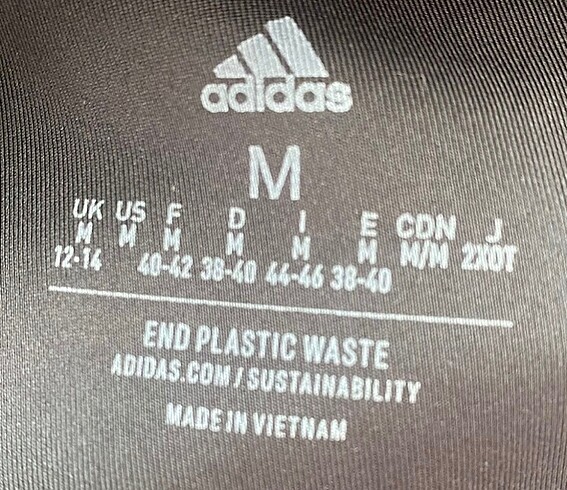 adidas
M
UK US F D I E CDN J
M M M M M M M/M 2XOT
12-14 40-42 38-40 44-46 38-40
END PLASTIC WASTE
ADIDAS.COM/SUSTAINABILITY
MADE IN VIETNAM